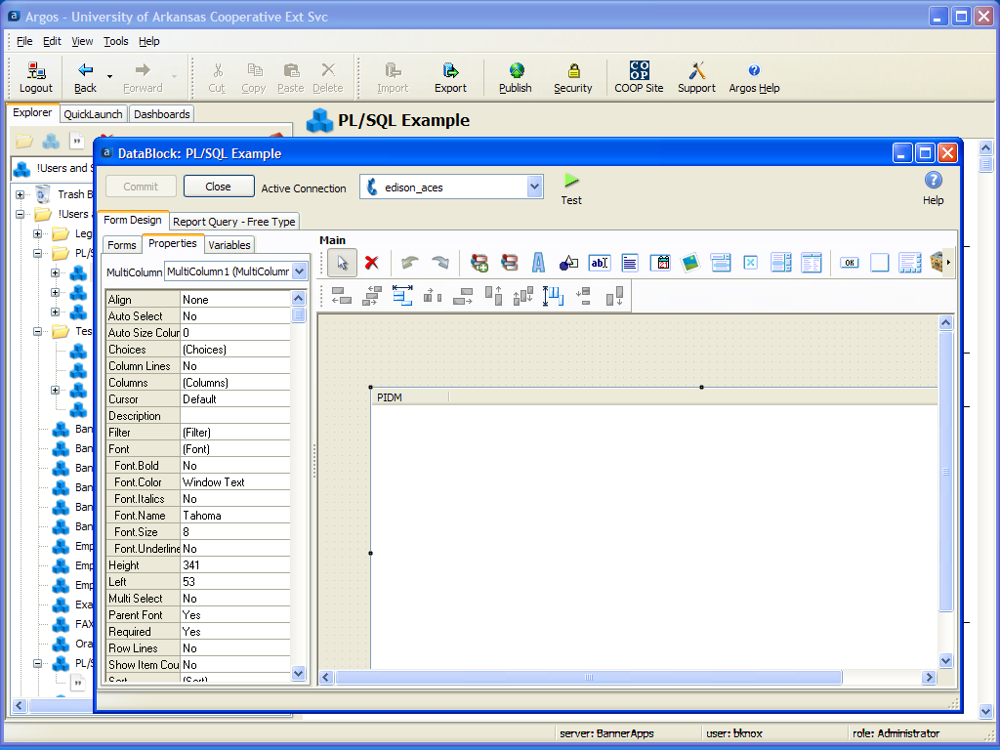 Argos - University of Arkansas Cooperative Ext Svc
File Edit View Tools Help
Logout Back Forward Cut Copy Paste Delete Import Export Publish Security COOP Site Support Argos Help
CO
OP
Explorer QuickLaunch Dashboards
PL/SQL Example
!Users and S
Trash B
!Users a
Leg
PL/S
Tes
Ban
Ban
Ban
Ban
Ban
Ban
Emp
Emp
Emp
Exa
FAX
Ora
PL/S
DataBlock: PL/SQL Example
Commit Close Active Connection edison_aces Test Help
Form Design Report Query - Free Type
Forms Properties Variables
MultiColumn MultiColumn1 (MultiColumr
Align None
Auto Select No
Auto Size Colur 0
Choices (Choices)
Column Lines No
Columns (Columns)
Cursor Default
Description
Filter (Filter)
Font (Font)
Font.Bold No
Font.Color Window Text
Font.Italics No
Font.Name Tahoma
Font.Size 8
Font.Underline No
Height 341
Left 53
Multi Select No
Parent Font Yes
Required Yes
Row Lines No
Show Item Cou No
Sort (Sort)
Main
ab OK
PIDM
server: BannerApps user: bknox role: Administrator